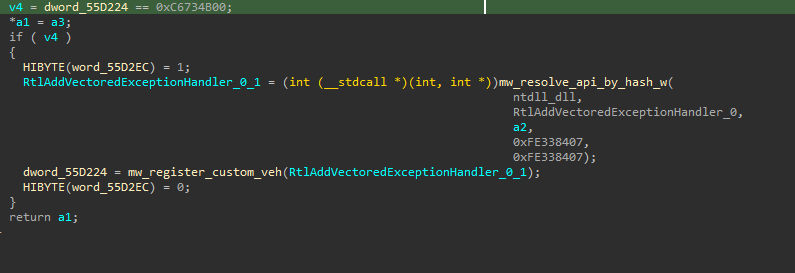 v4 = dword_55D224 == 0xC6734B00;
*a1 = a3;
if ( v4 )
{
HIBYTE(word_55D2EC) = 1;
RtlAddVectoredExceptionHandler_0_1 = (int (__stdcall *)(int, int *))mw_resolve_api_by_hash_w(
ntdll_dll,
RtlAddVectoredExceptionHandler_0,
a2,
0xFE338407,
0xFE338407);
dword_55D224 = mw_register_custom_veh(RtlAddVectoredExceptionHandler_0_1);
HIBYTE(word_55D2EC) = 0;
}
return a1;